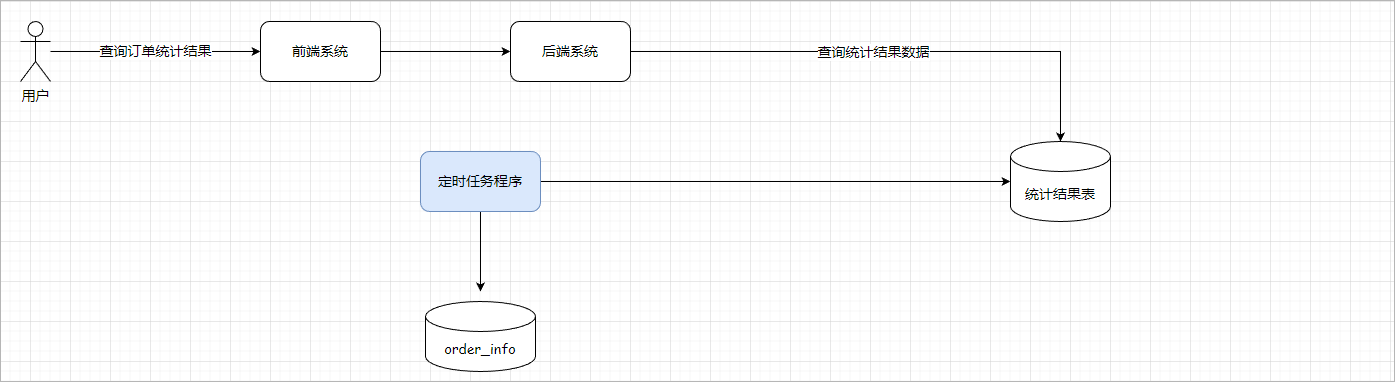 查询订单统计结果
前端系统
后端系统
查询统计结果数据
用户
定时任务程序
统计结果表
order_info